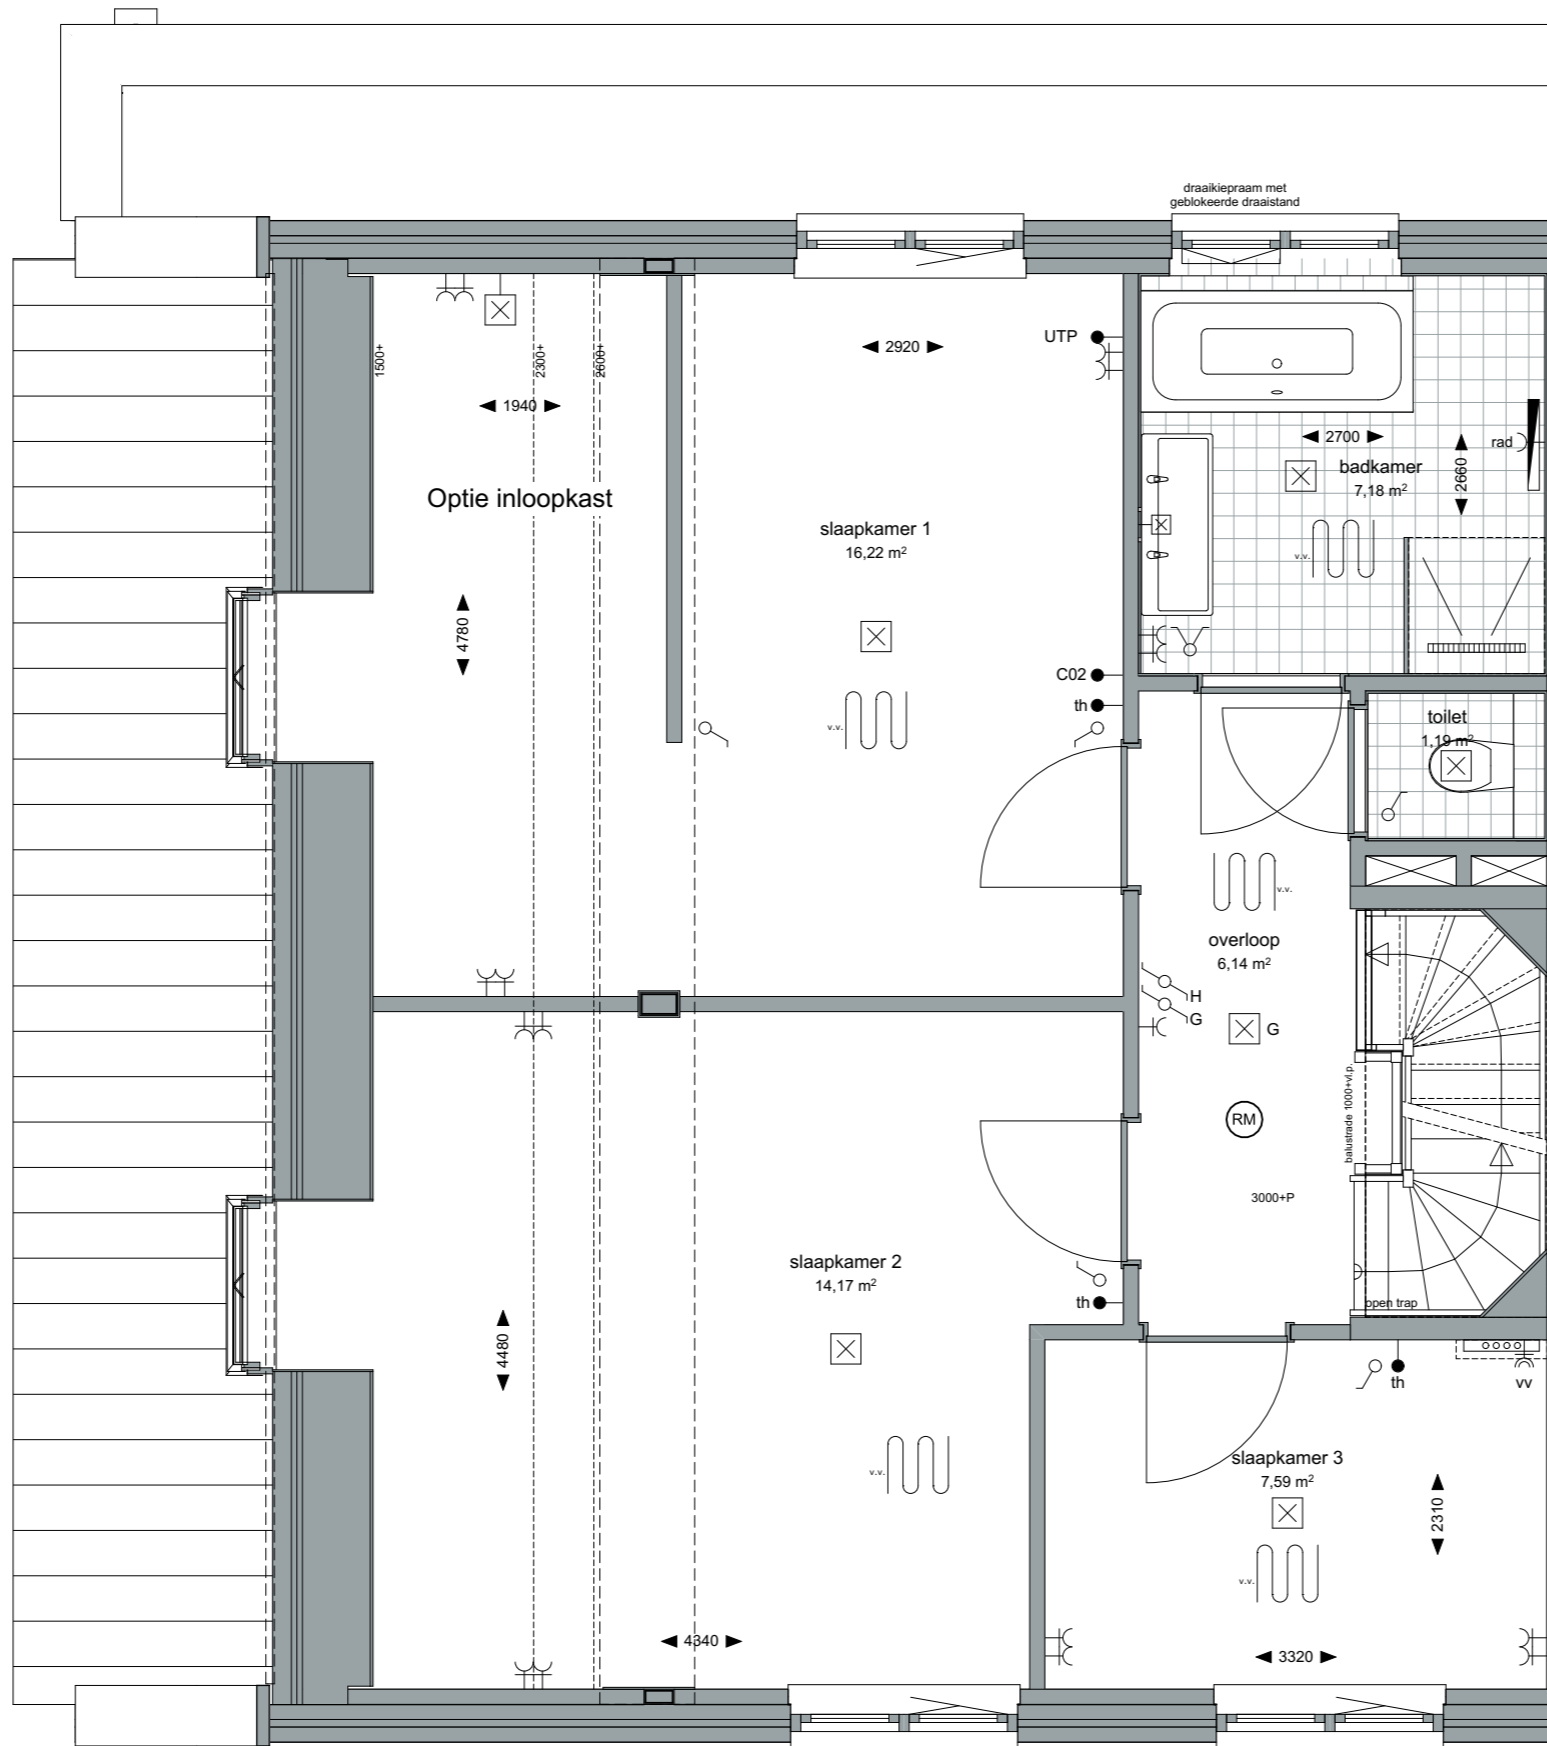 draaikiepraam met
geblokeerde draaistand
1500+
2300+
2600+
2920
UTP
1940
2700
badkamer
7,18 m²
2660
rad
Optie inloopkast
slaapkamer 1
16,22 m²
v.v.
4780
C02
th
v.v.
toilet
1,19 m²
v.v.
overloop
6,14 m²
H
G
G
RM
balustrade 1000+vl.p.
3000+P
slaapkamer 2
14,17 m²
th
open trap
4480
th
vv
v.v.
slaapkamer 3
7,59 m²
2310
v.v.
4340
3320